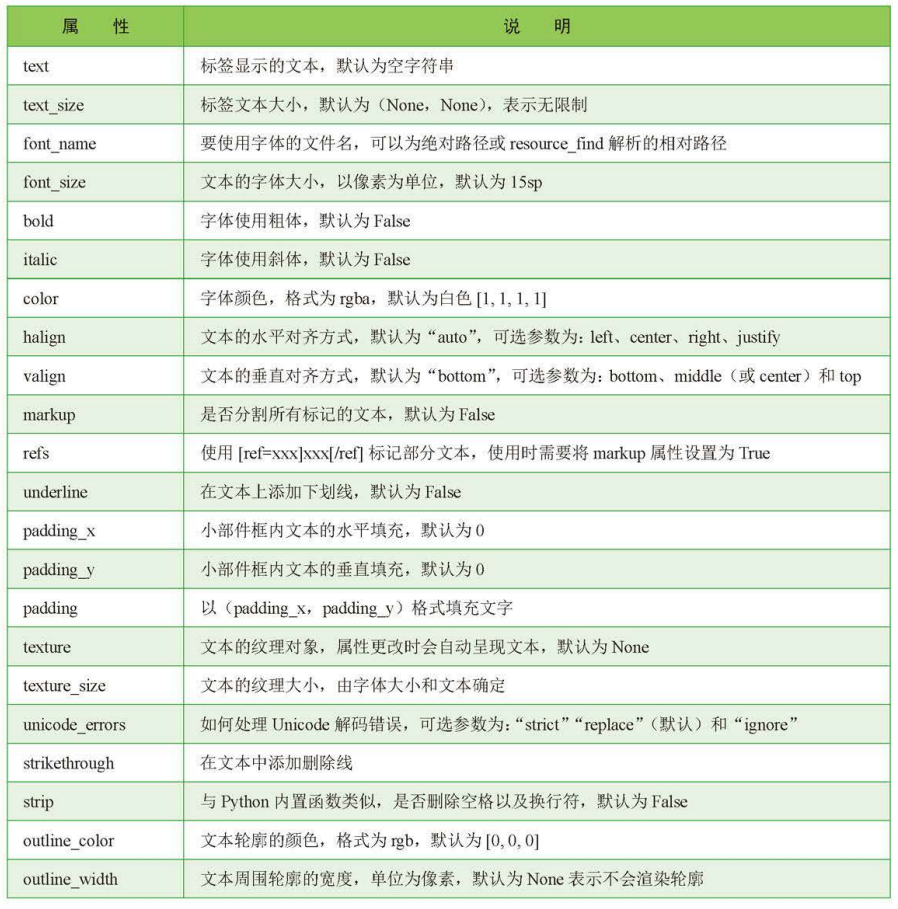 属 性 说 明
text 标签显示的文本，默认为空字符串
text_size 标签文本大小，默认为（None，None），表示无限制
font_name 要使用字体的文件名，可以为绝对路径或 resource_find 解析的相对路径
font_size 文本的字体大小，以像素为单位，默认为 15sp
bold 字体使用粗体，默认为 False
italic 字体使用斜体，默认为 False
color 字体颜色，格式为 rgba，默认为白色 [1, 1, 1, 1]
halign 文本的水平对齐方式，默认为“auto”，可选参数为：left、center、right、justify
valign 文本的垂直对齐方式，默认为“bottom”，可选参数为：bottom、middle（或 center）和 top
markup 是否分割所有标记的文本，默认为 False
refs 使用 [ref=xxx]xxx[/ref] 标记部分文本，使用时需要将 markup 属性设置为 True
underline 在文本上添加下划线，默认为 False
padding_x 小部件框内文本的水平填充，默认为 0
padding_y 小部件框内文本的垂直填充，默认为 0
padding 以（padding_x，padding_y）格式填充文字
texture 文本的纹理对象，属性更改时会自动呈现文本，默认为 None
texture_size 文本的纹理大小，由字体大小和文本确定
unicode_errors 如何处理 Unicode 解码错误，可选参数为：“strict”“replace”（默认）和“ignore”
strikethrough 在文本中添加删除线
strip 与 Python 内置函数类似，是否删除空格以及换行符，默认为 False
outline_color 文本轮廓的颜色，格式为 rgb，默认为 [0, 0, 0]
outline_width 文本周围轮廓的宽度，单位为像素，默认为 None 表示不会渲染轮廓